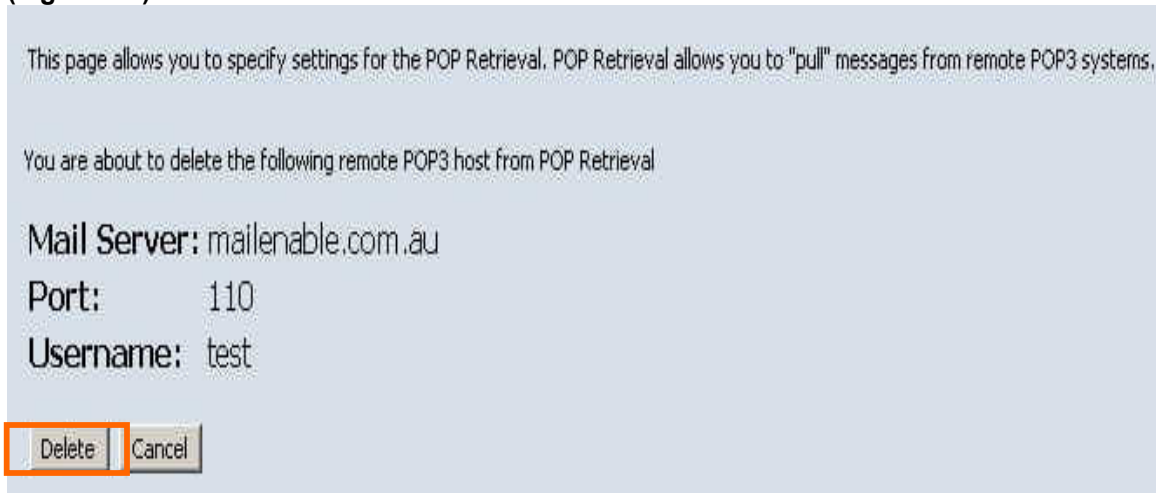 This page allows you to specify settings for the POP Retrieval. POP Retrieval allows you to "pull" messages from remote POP3 systems.
You are about to delete the following remote POP3 host from POP Retrieval
Mail Server: mailenable.com.au
Port: 110
Username: test
Delete Cancel